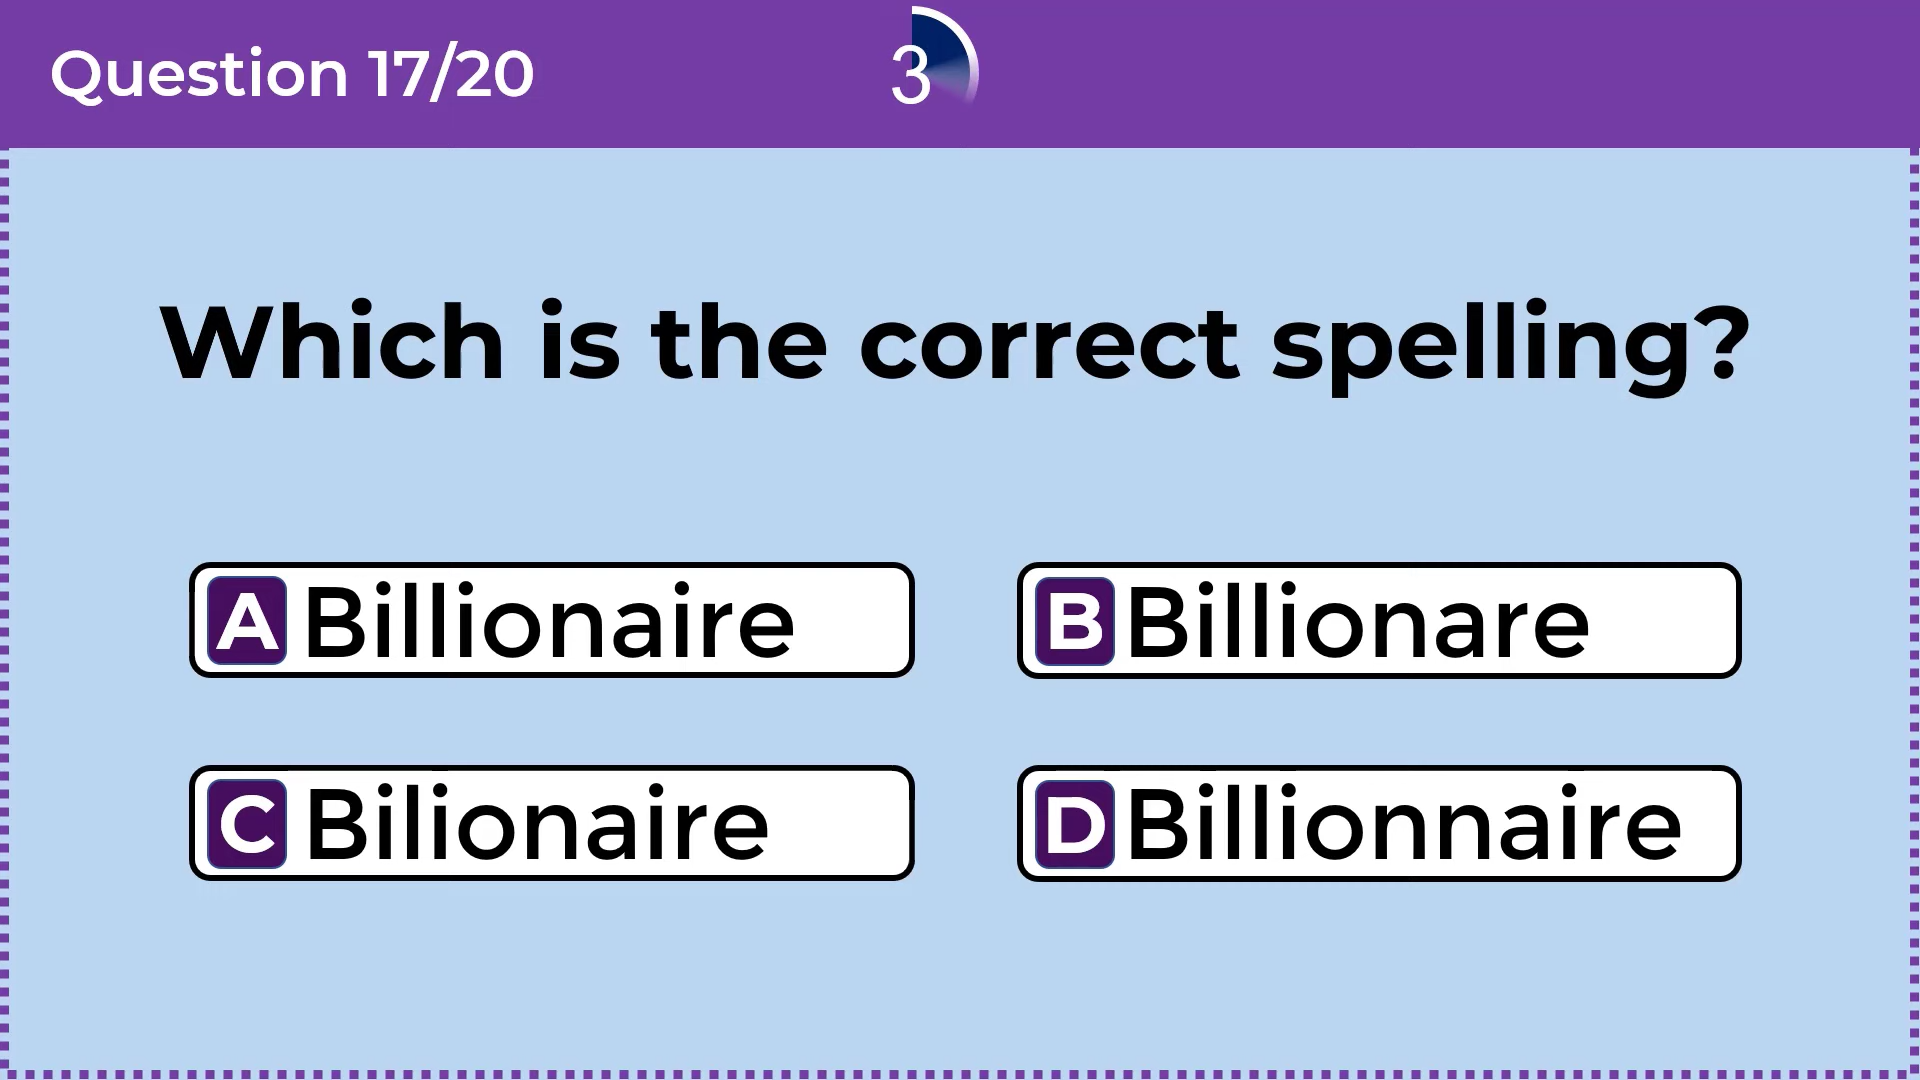 Question 17/20
3
Which is the correct spelling?
A Billionaire
B Billionare
C Bilionaire
D Billionnaire